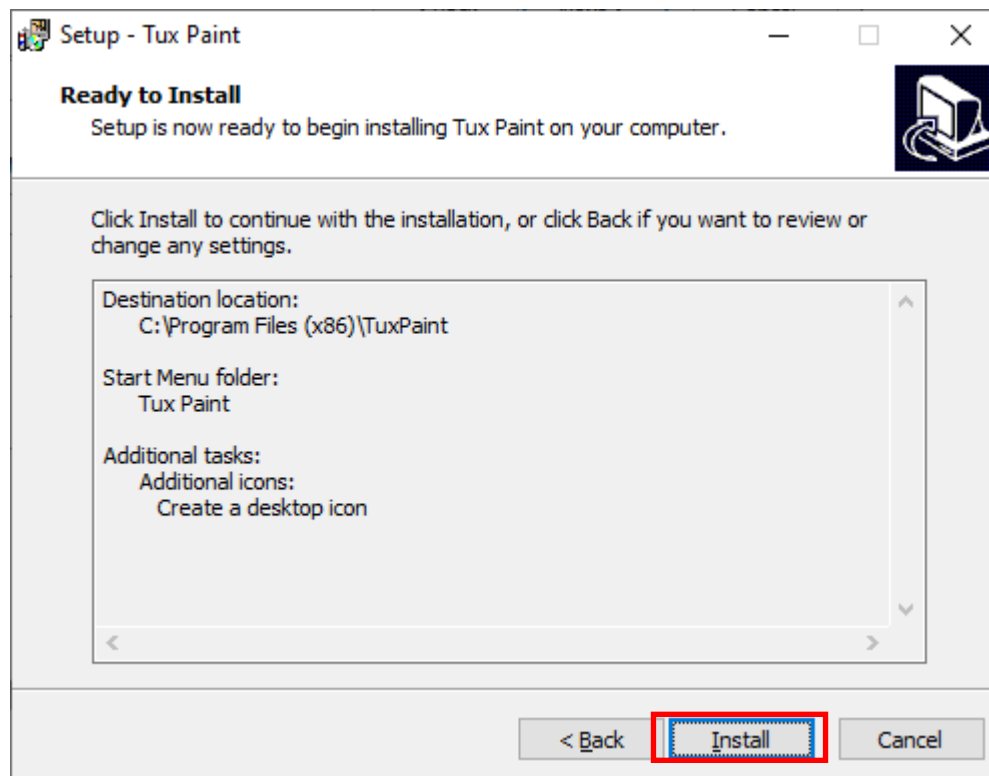 Setup - Tux Paint
Ready to Install
Setup is now ready to begin installing Tux Paint on your computer.
Click Install to continue with the installation, or click Back if you want to review or
change any settings.
Destination location:
C:\Program Files (x86)\TuxPaint
Start Menu folder:
Tux Paint
Additional tasks:
Additional icons:
Create a desktop icon
< Back
Install
Cancel